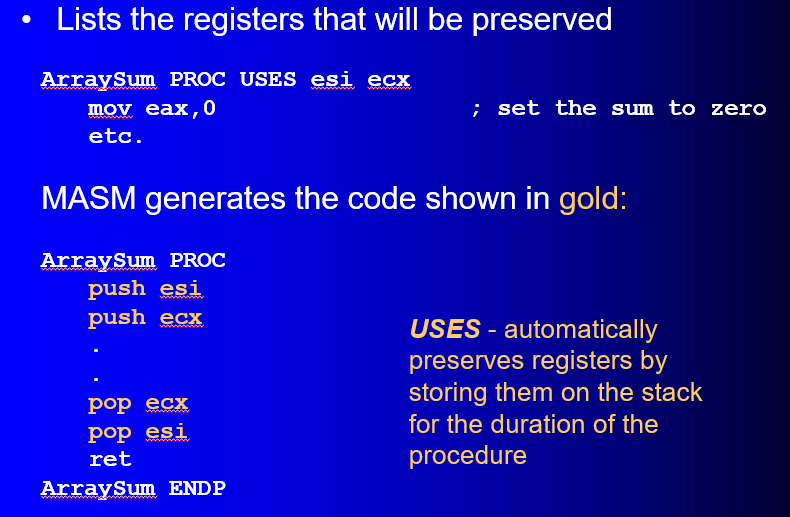 • Lists the registers that will be preserved
ArraySum PROC USES esi ecx
mov eax,0 ; set the sum to zero
etc.
MASM generates the code shown in gold:
ArraySum PROC
push esi
push ecx
.
.
pop ecx
pop esi
ret
ArraySum ENDP
USES - automatically
preserves registers by
storing them on the stack
for the duration of the
procedure